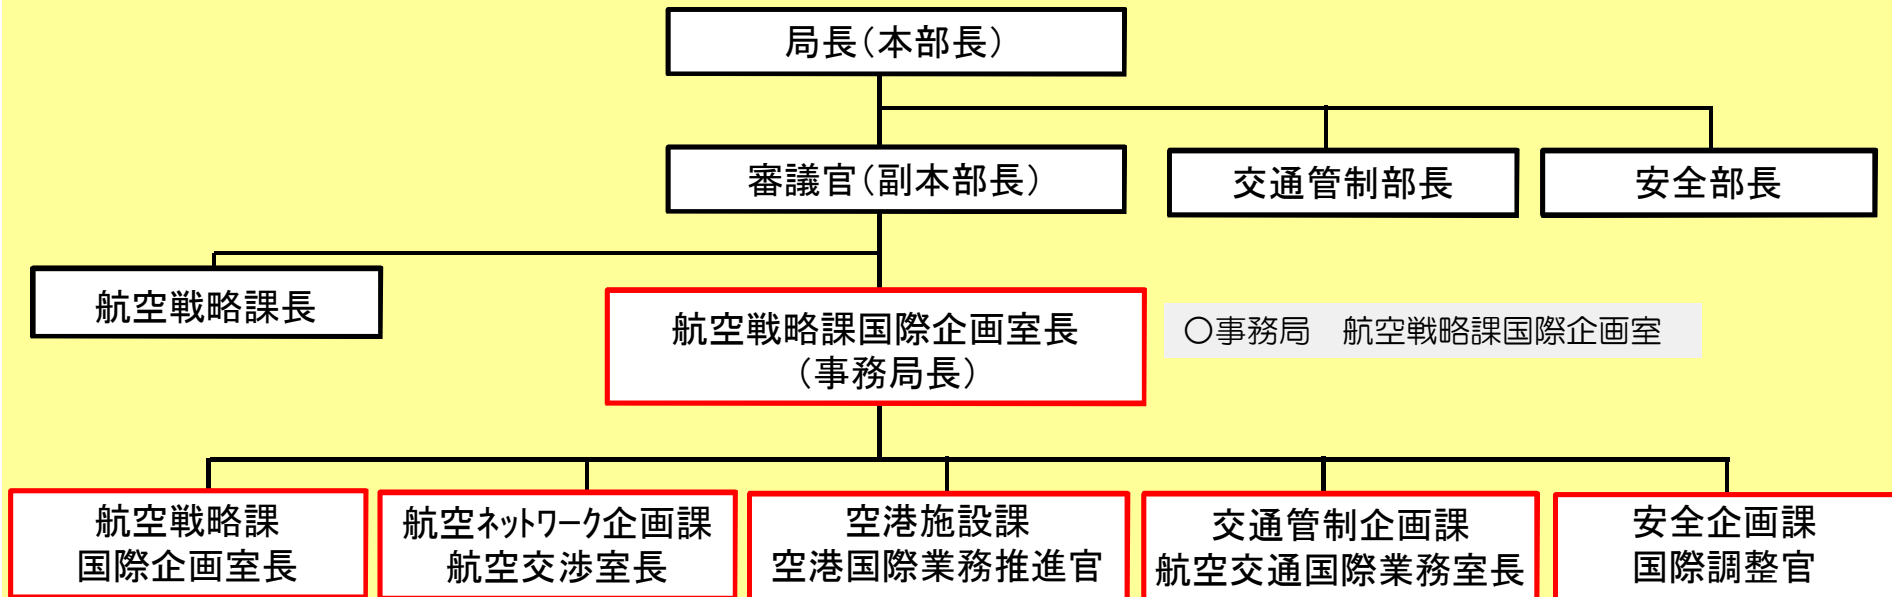 局長（本部長）
審議官（副本部長）
交通管制部長
安全部長
航空戦略課長
航空戦略課国際企画室長
（事務局長）
〇事務局　航空戦略課国際企画室
航空戦略課
国際企画室長
航空ﾈｯﾄﾜｰｸ企画課
航空交渉室長
空港施設課
空港国際業務推進官
交通管制企画課
航空交通国際業務室長
安全企画課
国際調整官